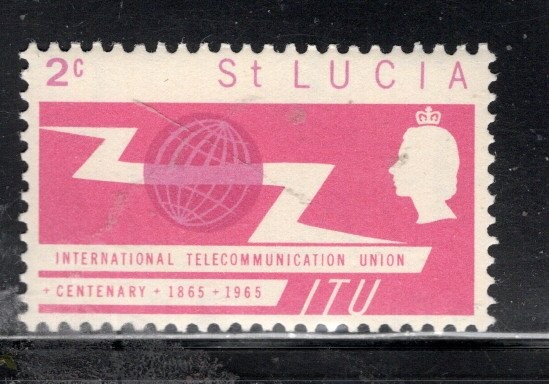 2c St LUCIA
INTERNATIONAL TELECOMMUNICATION UNION
+ CENTENARY + 1865 + 1965 ITU